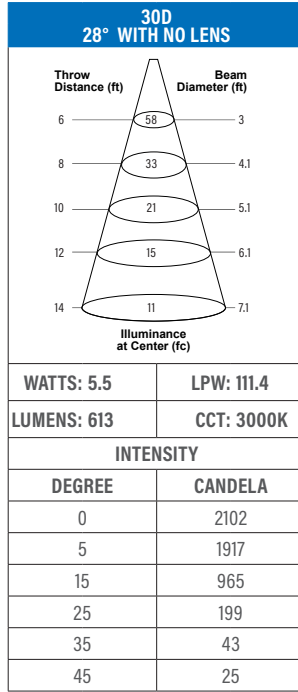 30D
28° WITH NO LENS
Throw Distance (ft) Beam Diameter (ft)
6 58 3
8 33 4.1
10 21 5.1
12 15 6.1
14 11 7.1
Illuminance
at Center (fc)
WATTS: 5.5 LPW: 111.4
LUMENS: 613 CCT: 3000K
INTENSITY
DEGREE CANDELA
0 2102
5 1917
15 965
25 199
35 43
45 25